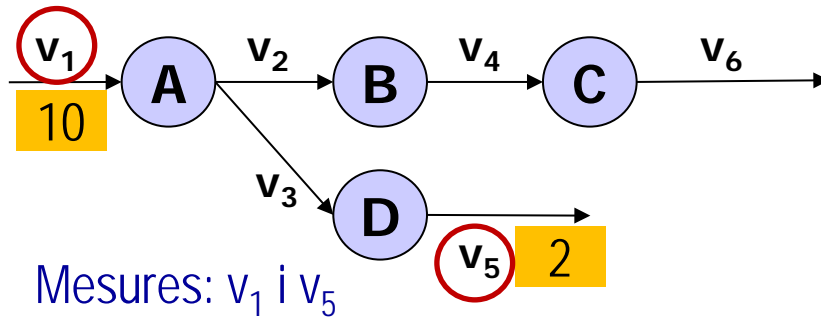 v₁ A v₂ B v₄ C v₆
10
v₃ D v₅ 2
Mesures: v₁ i v₅